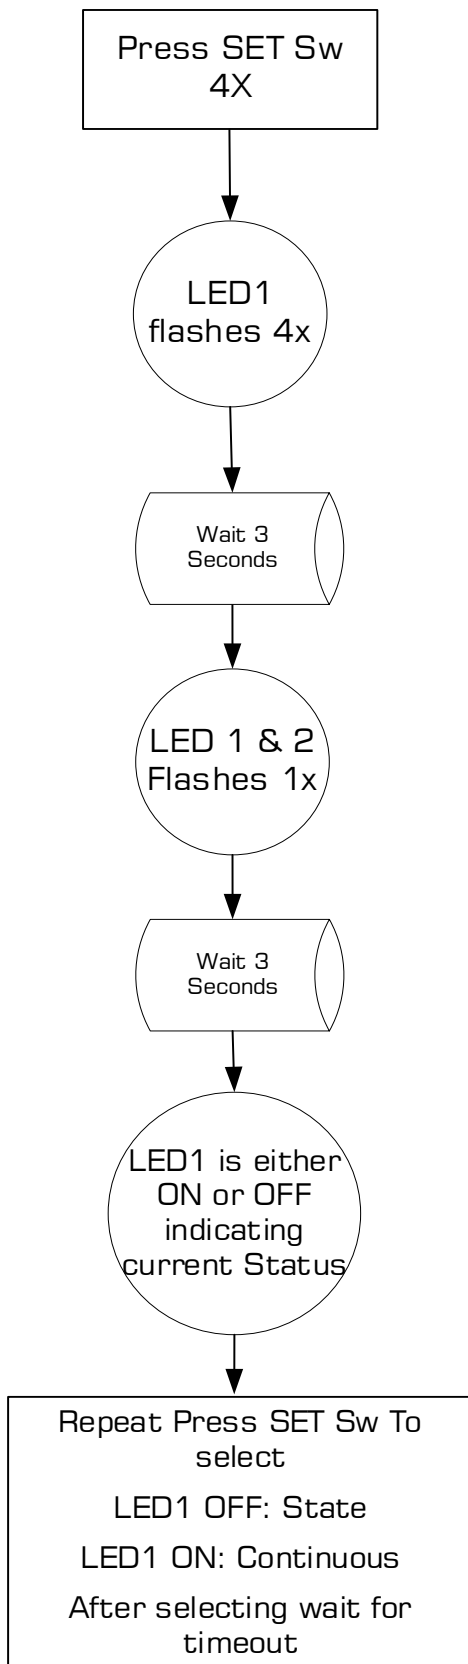 Press SET Sw
4X
LED1
flashes 4x
Wait 3
Seconds
LED 1 & 2
Flashes 1x
Wait 3
Seconds
LED1 is either
ON or OFF
indicating
current Status
Repeat Press SET Sw To
select
LED1 OFF: State
LED1 ON: Continuous
After selecting wait for
timeout